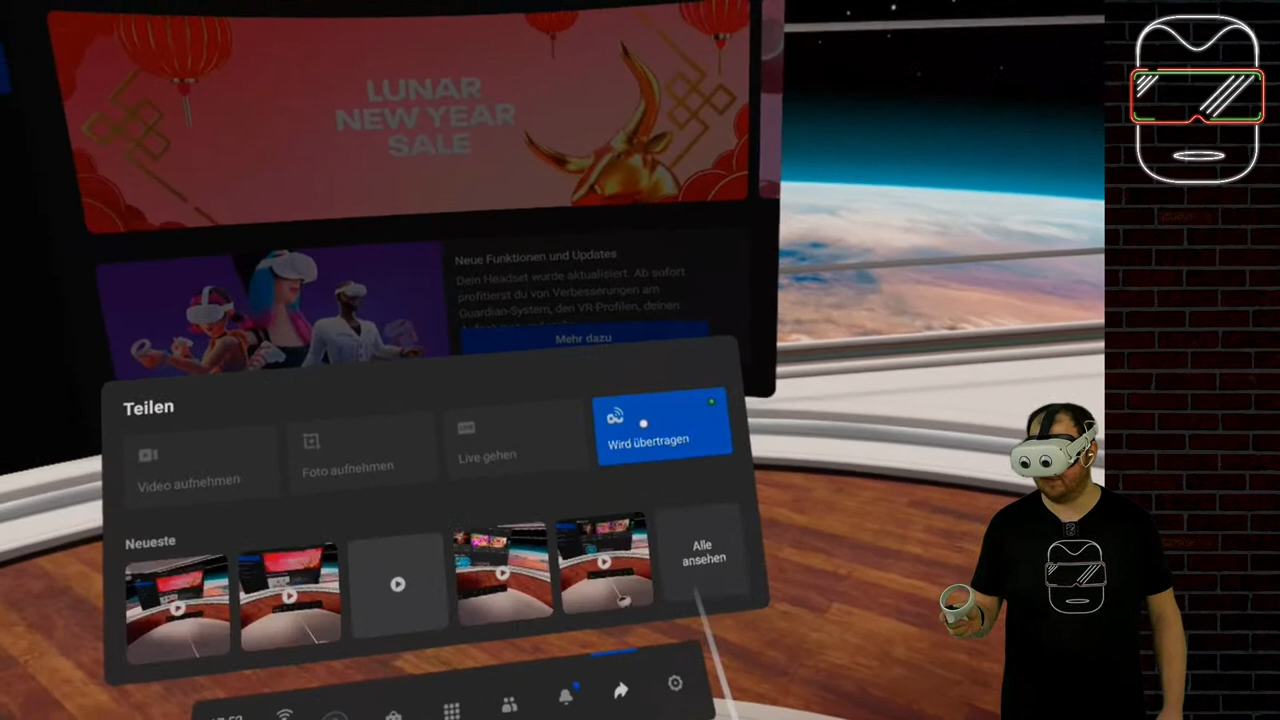 LUNAR
NEW YEAR
SALE
Neue Funktionen und Updates
Dein Headset wurde aktualisiert. Ab sofort
profitierst du von Verbesserungen am
Guardian-System, den VR-Profilen, deinen
Mehr dazu
Teilen
Video aufnehmen
Foto aufnehmen
LIVE
Live gehen
Wird übertragen
Neueste
Alle
ansehen